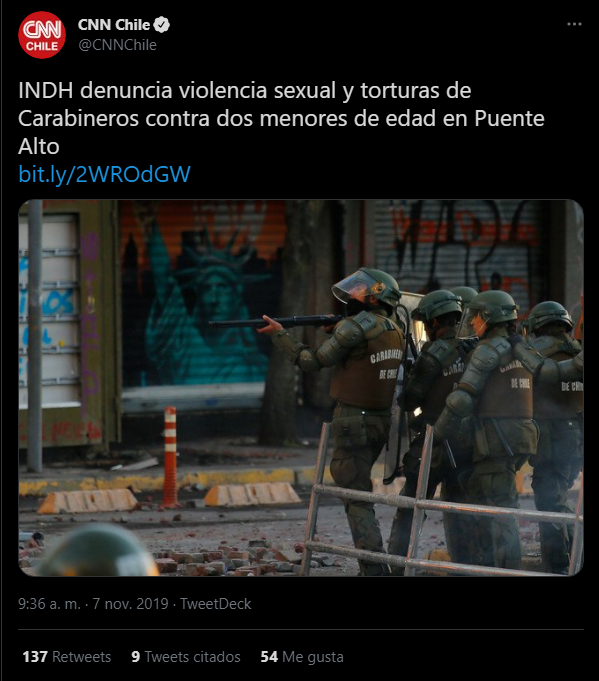 CNN
CHILE
CNN Chile
@CNNChile
INDH denuncia violencia sexual y torturas de
Carabineros contra dos menores de edad en Puente
Alto
bit.ly/2WROdGW
CARABINEROS
DE CHILE
DE CHILE
DE CHI
9:36 a. m. · 7 nov. 2019 · TweetDeck
137 Retweets 9 Tweets citados 54 Me gusta